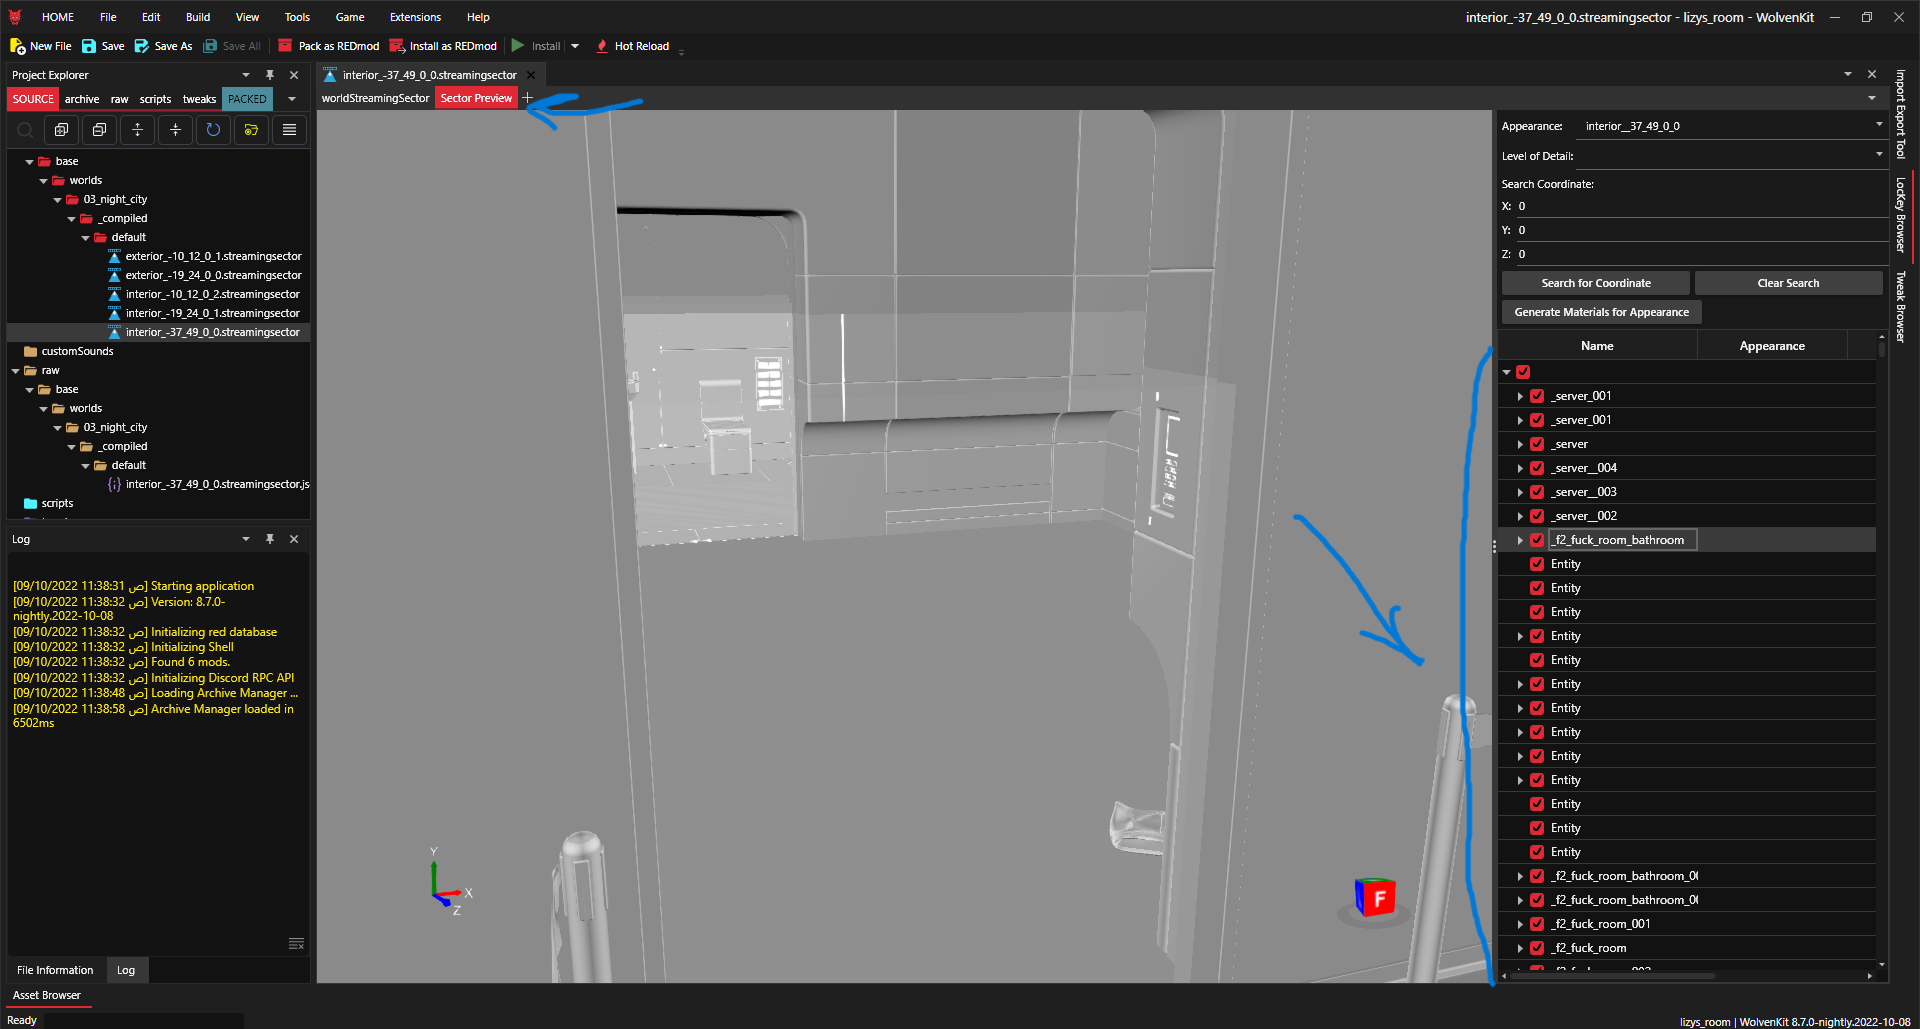 HOME File Edit Build View Tools Game Extensions Help
interior_-37_49_0_0.streamingsector - lizys_room - WolvenKit
New File Save Save As Save All Pack as REDmod Install as REDmod Install Hot Reload
Project Explorer
SOURCE archive raw scripts tweaks PACKED
base
worlds
03_night_city
_compiled
default
exterior_-10_12_0_1.streamingsector
exterior_-19_24_0_0.streamingsector
interior_-10_12_0_2.streamingsector
interior_-19_24_0_1.streamingsector
interior_-37_49_0_0.streamingsector
customSounds
raw
base
worlds
03_night_city
_compiled
default
interior_-37_49_0_0.streamingsector.js
scripts
Log
[09/10/2022 11:38:31 ص] Starting application
[09/10/2022 11:38:32 ص] Version: 8.7.0-
nightly.2022-10-08
[09/10/2022 11:38:32 ص] Initializing red database
[09/10/2022 11:38:32 ص] Initializing Shell
[09/10/2022 11:38:32 ص] Found 6 mods.
[09/10/2022 11:38:32 ص] Initializing Discord RPC API
[09/10/2022 11:38:48 ص] Loading Archive Manager ...
[09/10/2022 11:38:58 ص] Archive Manager loaded in
6502ms
File Information Log
Asset Browser
Ready
interior_-37_49_0_0.streamingsector
worldStreamingSector Sector Preview
Y
X
Z
F
Appearance: interior__37_49_0_0
Level of Detail:
Search Coordinate:
X: 0
Y: 0
Z: 0
Search for Coordinate Clear Search
Generate Materials for Appearance
Name Appearance
_server_001
_server_001
_server
_server__004
_server__003
_server__002
_f2_fuck_room_bathroom
Entity
Entity
Entity
Entity
Entity
Entity
Entity
Entity
Entity
Entity
Entity
Entity
Entity
_f2_fuck_room_bathroom_0
_f2_fuck_room_bathroom_0
_f2_fuck_room_001
_f2_fuck_room
Import Export Tool
LocKey Browser
Tweak Browser
lizys_room | WolvenKit 8.7.0-nightly.2022-10-08